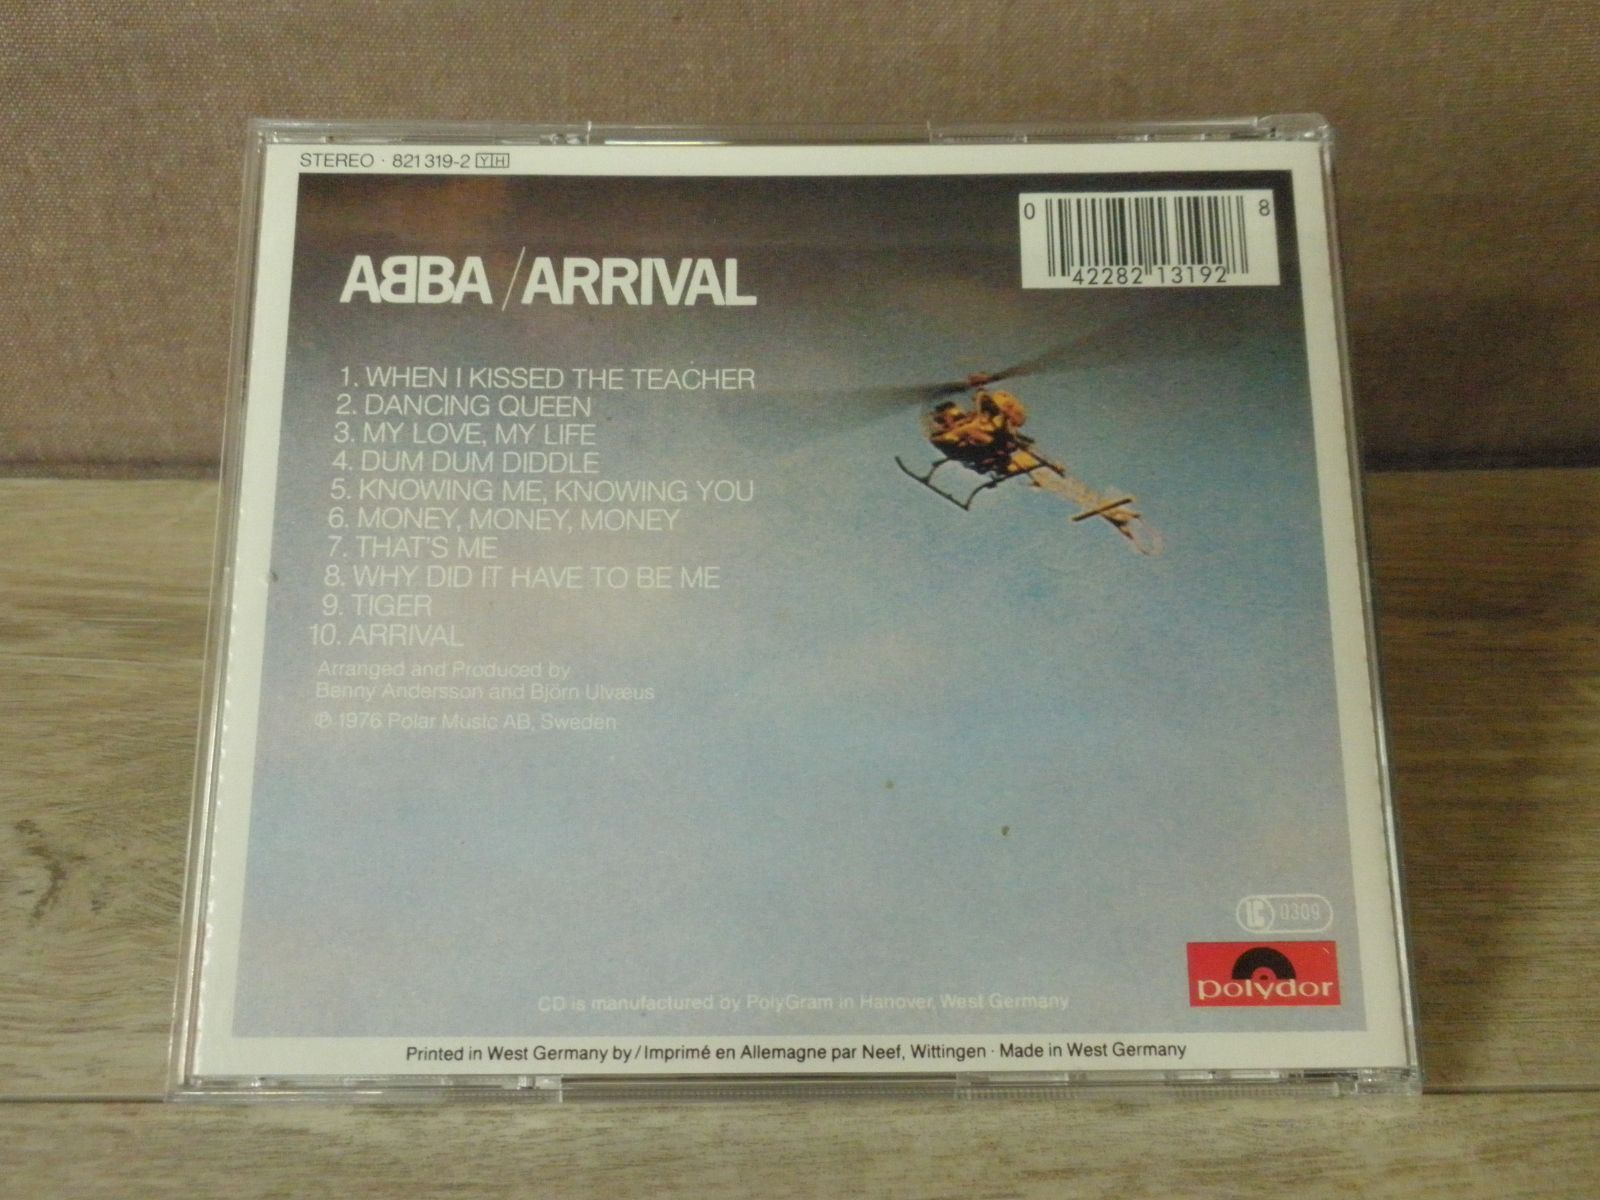 STEREO · 821 319-2 YH
0 42282 13192 8
ABBA / ARRIVAL
1. WHEN I KISSED THE TEACHER
2. DANCING QUEEN
3. MY LOVE, MY LIFE
4. DUM DUM DIDDLE
5. KNOWING ME, KNOWING YOU
6. MONEY, MONEY, MONEY
7. THAT'S ME
8. WHY DID IT HAVE TO BE ME
9. TIGER
10. ARRIVAL
Arranged and Produced by
Benny Andersson and Björn Ulvæus
℗ 1976 Polar Music AB, Sweden
0309
polydor
CD is manufactured by PolyGram in Hanover, West Germany
Printed in West Germany by / Imprimé en Allemagne par Neef, Wittingen · Made in West Germany